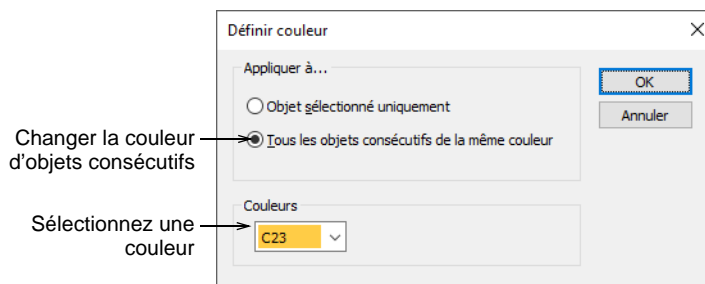 Définir couleur
Appliquer à...
OK
Objet sélectionné uniquement
Annuler
Changer la couleur
d'objets consécutifs
Tous les objets consécutifs de la même couleur
Couleurs
Sélectionnez une
couleur
C23